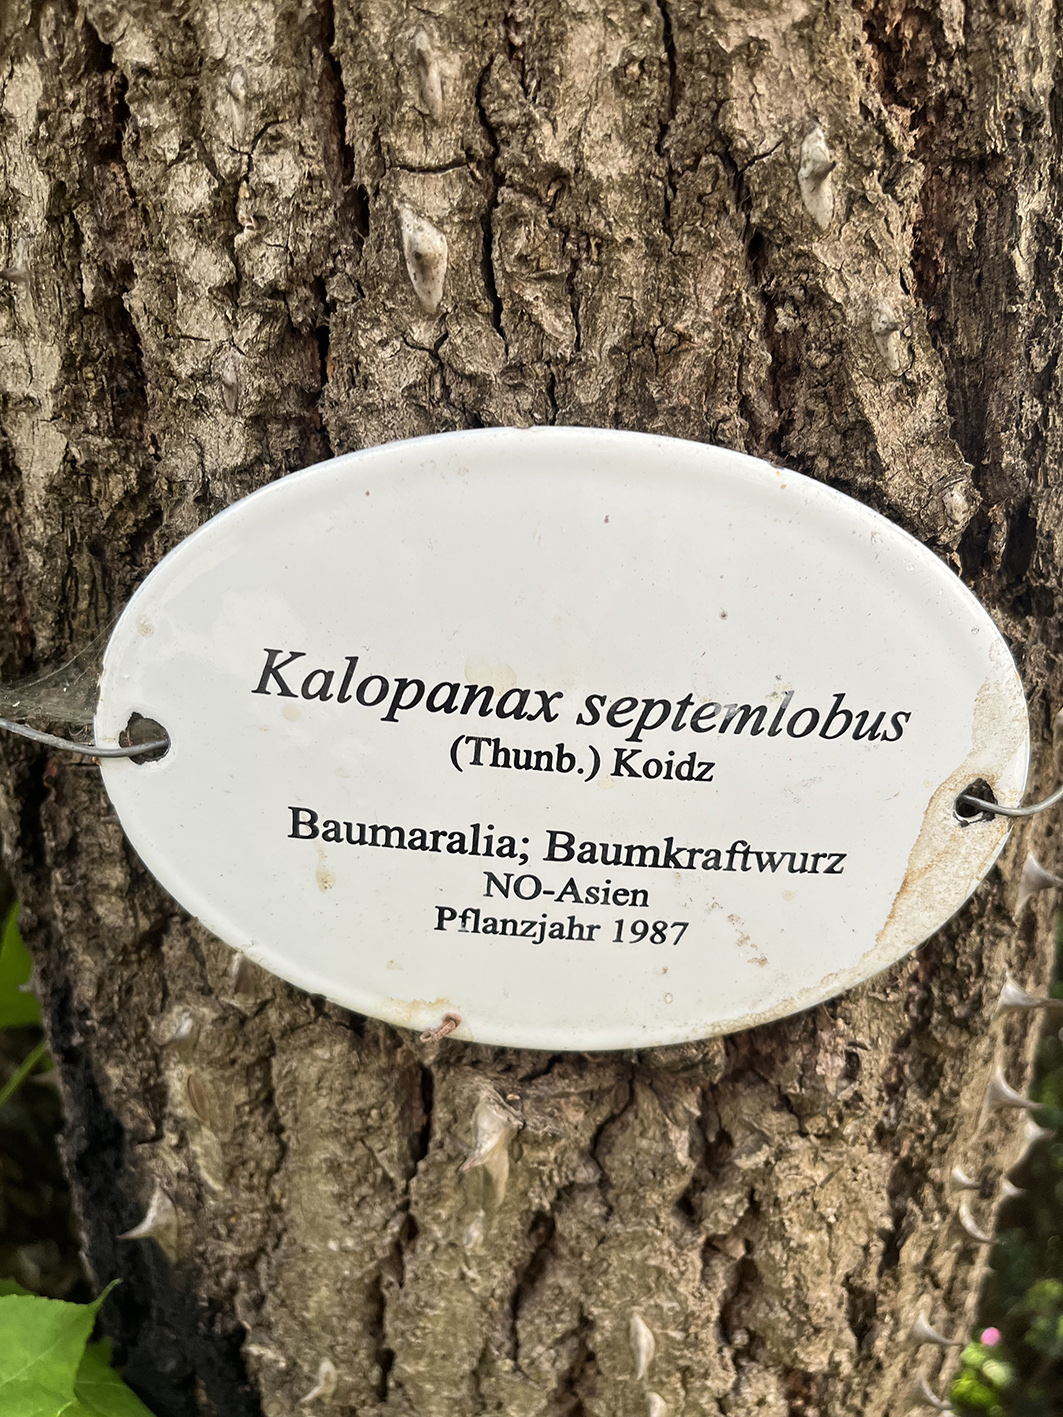 Kalopanax septemlobus
(Thunb.) Koidz
Baumaralia; Baumkraftwurz
NO-Asien
Pflanzjahr 1987